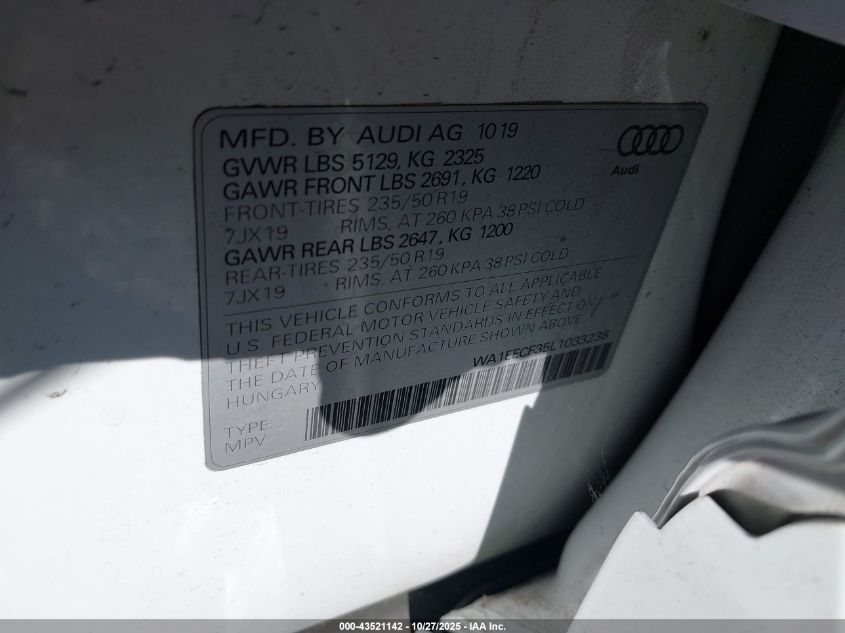 MFD. BY AUDI AG 10 19
GVWR LBS 5129, KG 2325
GAWR FRONT LBS 2691, KG 1220
FRONT-TIRES 235/50 R19
7JX19 RIMS, AT 260 KPA 38 PSI COLD
GAWR REAR LBS 2647, KG 1200
REAR-TIRES 235/50 R19
7JX19 RIMS, AT 260 KPA 38 PSI COLD
Audi
THIS VEHICLE CONFORMS TO ALL APPLICABLE
U.S. FEDERAL MOTOR VEHICLE SAFETY AND
THEFT PREVENTION STANDARDS IN EFFECT ON
THE DATE OF MANUFACTURE SHOWN ABOVE.
HUNGARY
WA1EECF35L1033238
TYPE:
MPV
000-43521142 - 10/27/2025 - IAA Inc.